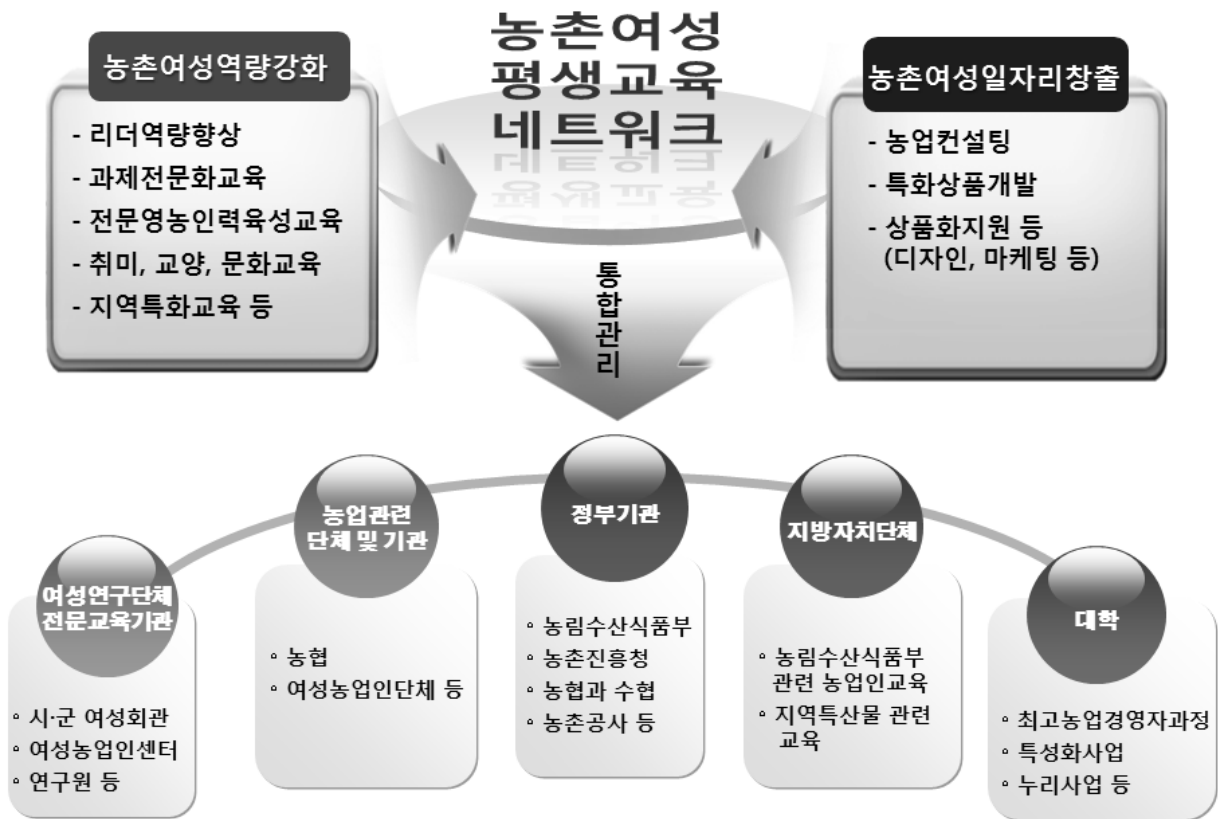 농촌여성
평생교육
네트워크
농촌여성역량강화
- 리더역량향상
- 과제전문화교육
- 전문영농인력육성교육
- 취미, 교양, 문화교육
- 지역특화교육 등
농촌여성일자리창출
- 농업컨설팅
- 특화상품개발
- 상품화지원 등
(디자인, 마케팅 등)
통
합
관
리
여성연구단체
전문교육기관
◦ 시·군 여성회관
◦ 여성농업인센터
◦ 연구원 등
농업관련
단체 및 기관
◦ 농협
◦ 여성농업인단체 등
정부기관
◦ 농림수산식품부
◦ 농촌진흥청
◦ 농협과 수협
◦ 농촌공사 등
지방자치단체
◦ 농림수산식품부
관련 농업인교육
◦ 지역특산물 관련
교육
대학
◦ 최고농업경영자과정
◦ 특성화사업
◦ 누리사업 등